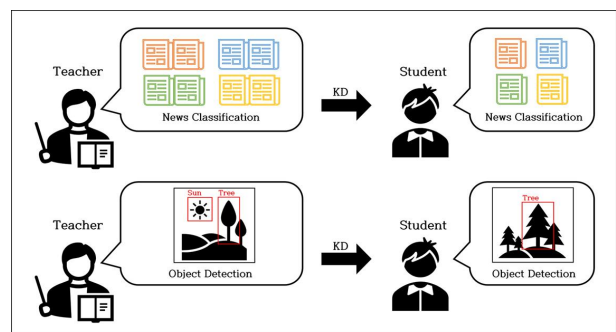 Teacher
News Classification
KD
Student
News Classification
Teacher
Sun
Tree
Object Detection
KD
Student
Tree
Object Detection